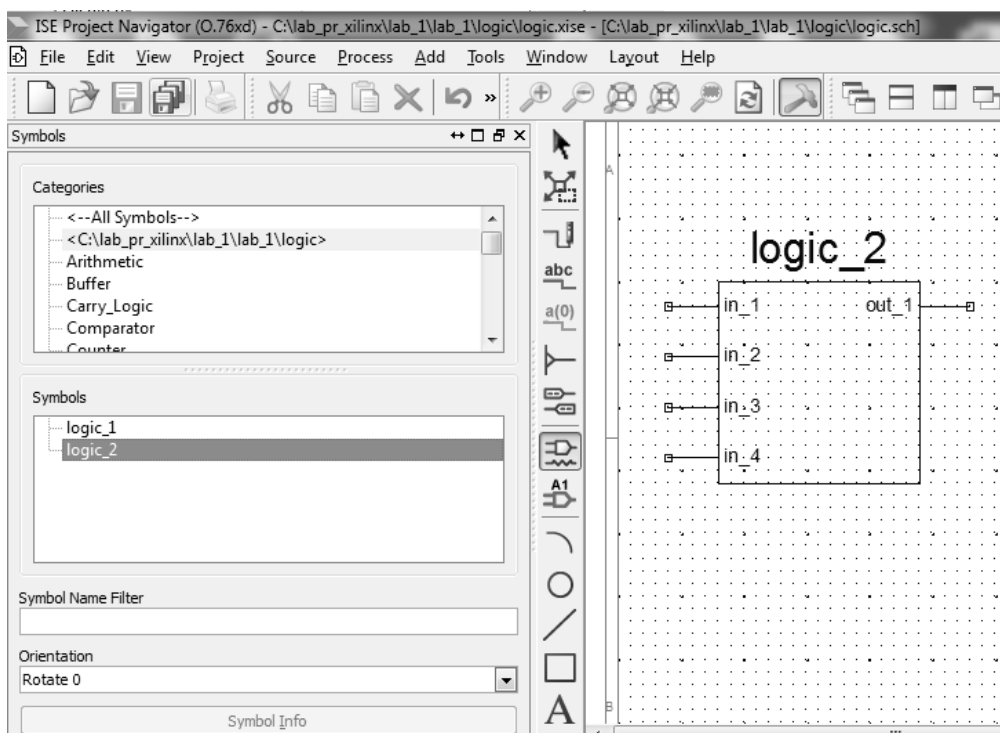 ISE Project Navigator (O.76xd) - C:\lab_pr_xilinx\lab_1\lab_1\logic\logic.xise - [C:\lab_pr_xilinx\lab_1\lab_1\logic\logic.sch]
File Edit View Project Source Process Add Tools Window Layout Help
»
Symbols
Categories
<--All Symbols-->
<C:\lab_pr_xilinx\lab_1\lab_1\logic>
Arithmetic
Buffer
Carry_Logic
Comparator
Counter
Symbols
logic_1
logic_2
Symbol Name Filter
Orientation
Rotate 0
Symbol Info
abc
a(0)
A1
A
A
B
logic_2
in_1 out_1
in_2
in_3
in_4